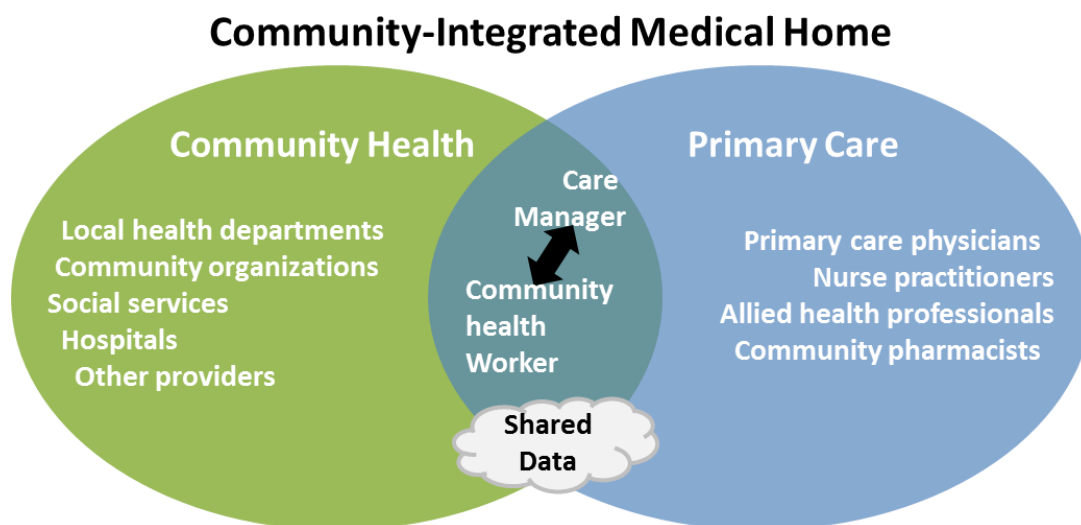 Community-Integrated Medical Home
Community Health
Local health departments
Community organizations
Social services
Hospitals
Other providers
Care
Manager
Community
health
Worker
Shared
Data
Primary Care
Primary care physicians
Nurse practitioners
Allied health professionals
Community pharmacists